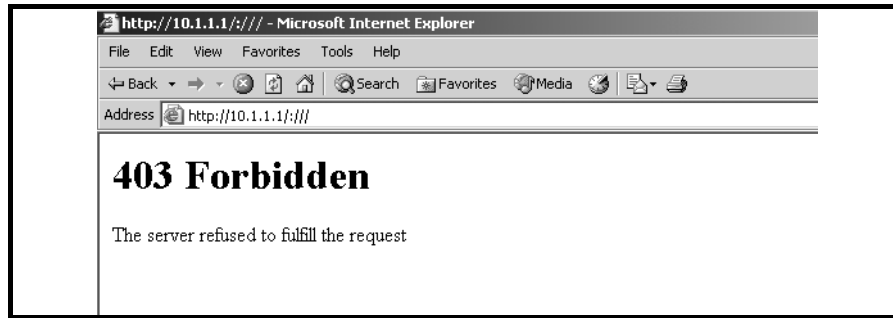 http://10.1.1.1/:/// - Microsoft Internet Explorer
File Edit View Favorites Tools Help
Back Search Favorites Media
Address http://10.1.1.1/:///
403 Forbidden
The server refused to fulfill the request